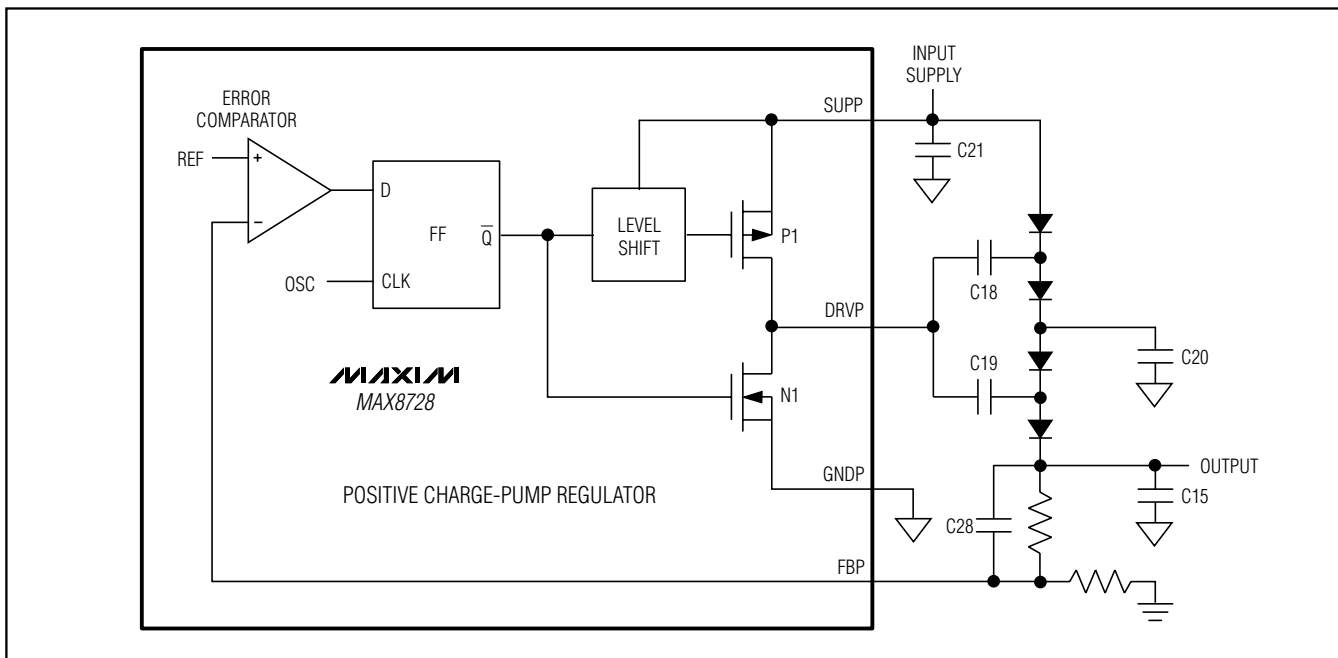 INPUT
SUPPLY
SUPP
ERROR
COMPARATOR
C21
REF
+
D
−
FF
Q̅
LEVEL
SHIFT
P1
OSC
CLK
C18
DRVP
C19
C20
MAXIM
MAX8728
N1
OUTPUT
GNDP
POSITIVE CHARGE-PUMP REGULATOR
C15
C28
FBP